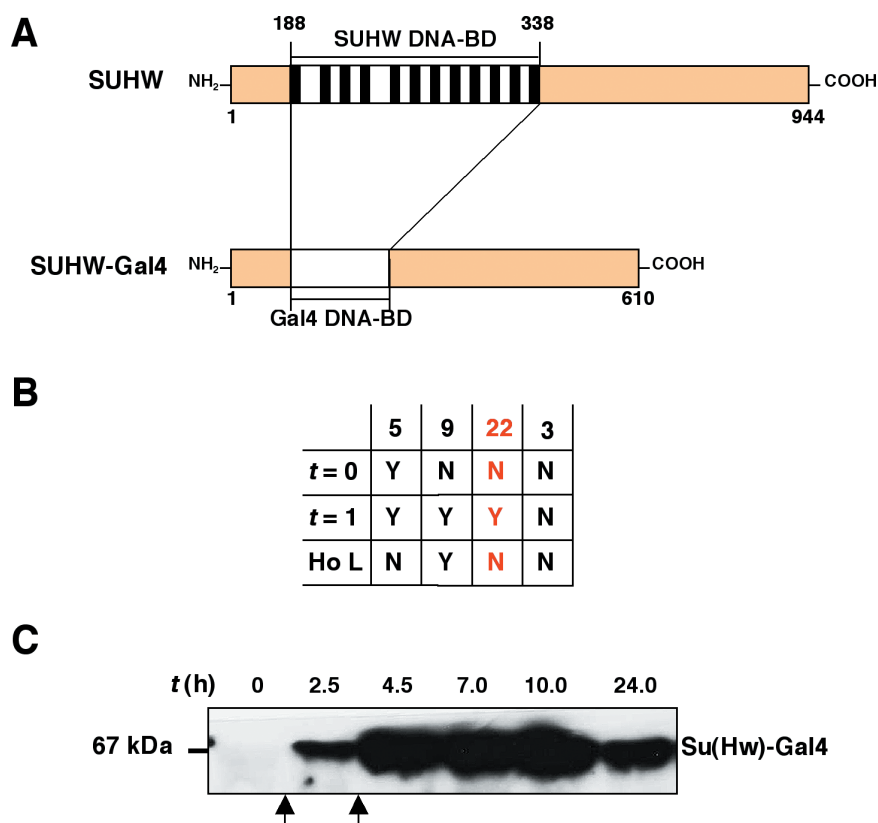 A
188 338
SUHW DNA-BD
SUHW NH2 COOH
1 944
SUHW-Gal4 NH2 COOH
1 610
Gal4 DNA-BD
B
5 9 22 3
t = 0 Y N N N
t = 1 Y Y Y N
Ho L N Y N N
C
t (h) 0 2.5 4.5 7.0 10.0 24.0
67 kDa Su(Hw)-Gal4